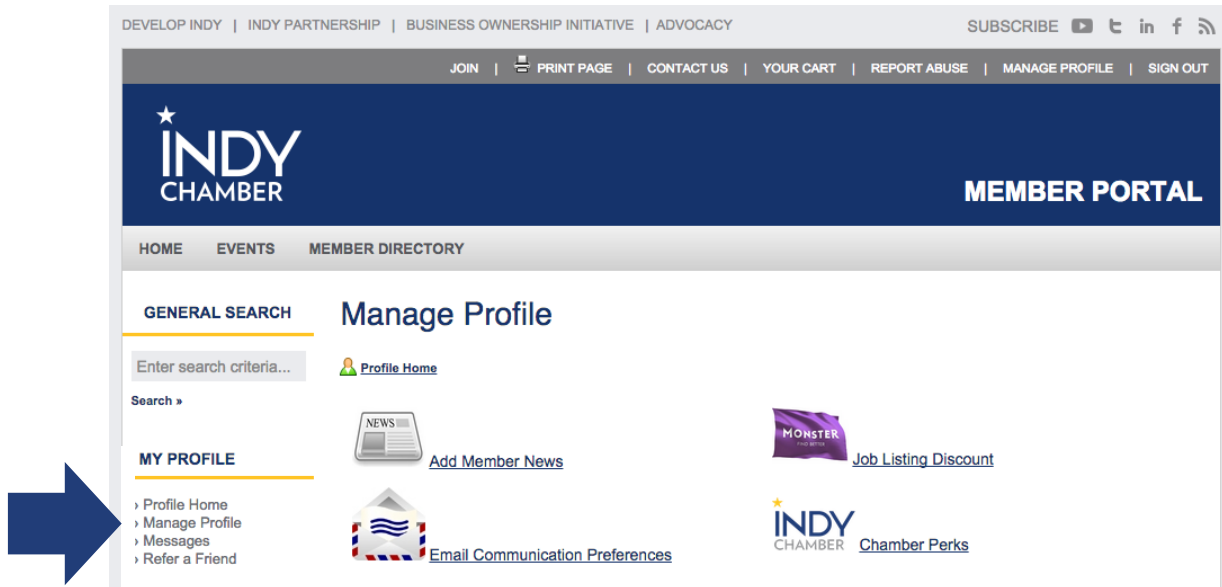 DEVELOP INDY | INDY PARTNERSHIP | BUSINESS OWNERSHIP INITIATIVE | ADVOCACY
SUBSCRIBE
JOIN | PRINT PAGE | CONTACT US | YOUR CART | REPORT ABUSE | MANAGE PROFILE | SIGN OUT
INDY
CHAMBER
MEMBER PORTAL
HOME EVENTS MEMBER DIRECTORY
GENERAL SEARCH
Enter search criteria...
Search »
MY PROFILE
› Profile Home
› Manage Profile
› Messages
› Refer a Friend
Manage Profile
Profile Home
NEWS
Add Member News
MONSTER
Job Listing Discount
Email Communication Preferences
INDY
CHAMBER
Chamber Perks